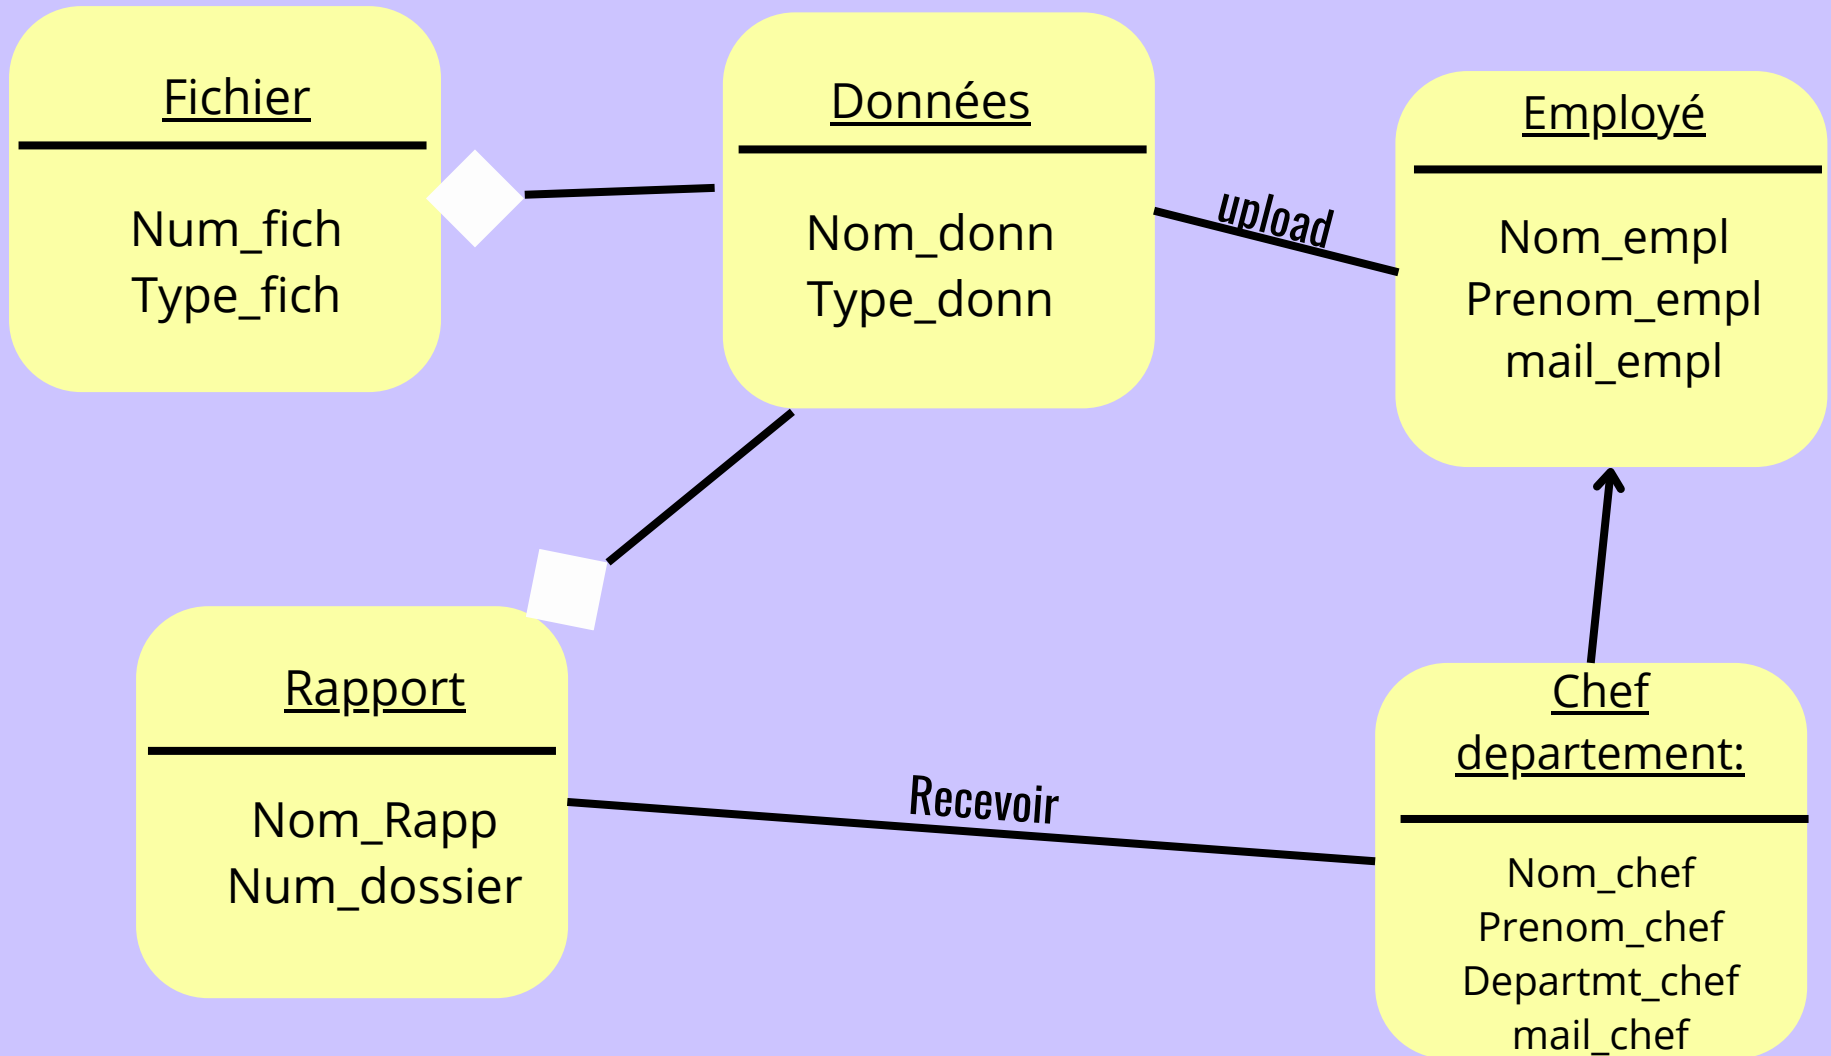 Fichier
Num_fich
Type_fich
Données
Nom_donn
Type_donn
upload
Employé
Nom_empl
Prenom_empl
mail_empl
Rapport
Nom_Rapp
Num_dossier
Recevoir
Chef
departement:
Nom_chef
Prenom_chef
Departmt_chef
mail_chef